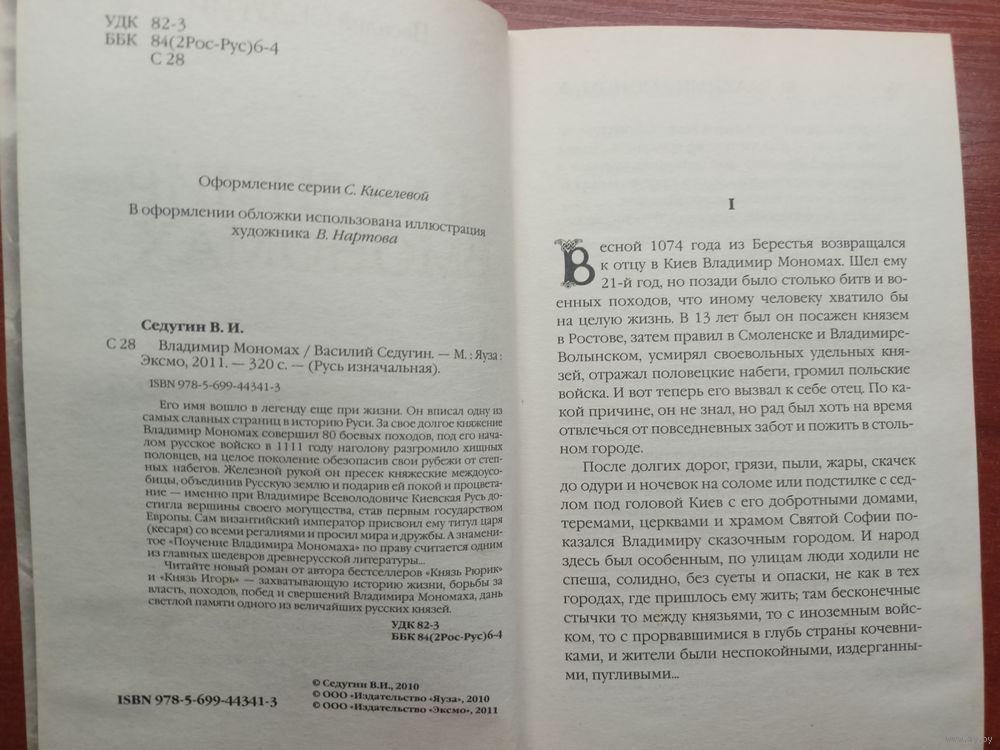 УДК 82-3
ББК 84(2Рос-Рус)6-4
С 28
Оформление серии С. Киселевой
В оформлении обложки использована иллюстрация
художника В. Нартова
Седугин В. И.
С 28 Владимир Мономах / Василий Седугин. — М. : Яуза :
Эксмо, 2011. — 320 с. — (Русь изначальная).
ISBN 978-5-699-44341-3
Его имя вошло в легенду еще при жизни. Он вписал одну из
самых славных страниц в историю Руси. За свое долгое княжение
Владимир Мономах совершил 80 боевых походов, под его нача-
лом русское войско в 1111 году наголову разгромило хищных
половцев, на целое поколение обезопасив свои рубежи от степ-
ных набегов. Железной рукой он пресек княжеские междоусо-
бицы, объединив Русскую землю и подарив ей покой и процвета-
ние — именно при Владимире Всеволодовиче Киевская Русь до-
стигла вершины своего могущества, став первым государством
Европы. Сам византийский император присвоил ему титул царя
(кесаря) со всеми регалиями и просил мира и дружбы. А знамени-
тое «Поучение Владимира Мономаха» по праву считается одним
из главных шедевров древнерусской литературы...
Читайте новый роман от автора бестселлеров «Князь Рюрик»
и «Князь Игорь» — захватывающую историю жизни, борьбы за
власть, походов, побед и свершений Владимира Мономаха, дань
светлой памяти одного из величайших русских князей.
УДК 82-3
ББК 84(2Рос-Рус)6-4
© Седугин В.И., 2010
© ООО «Издательство «Яуза», 2010
ISBN 978-5-699-44341-3 © ООО «Издательство «Эксмо», 2011
I
Весной 1074 года из Берестья возвращался
к отцу в Киев Владимир Мономах. Шел ему
21-й год, но позади было столько битв и во-
енных походов, что иному человеку хватило бы
на целую жизнь. В 13 лет был он посажен князем
в Ростове, затем правил в Смоленске и Владимире-
Волынском, усмирял своевольных удельных кня-
зей, отражал половецкие набеги, громил польские
войска. И вот теперь его вызвал к себе отец. По ка-
кой причине, он не знал, но рад был хоть на время
отвлечься от повседневных забот и пожить в столь-
ном городе.
После долгих дорог, грязи, пыли, жары, скачек
до одури и ночевок на соломе или подстилке с сед-
лом под головой Киев с его добротными домами,
теремами, церквами и храмом Святой Софии по-
казался Владимиру сказочным городом. И народ
здесь был особенным, по улицам люди ходили не
спеша, солидно, без суеты и опаски, не как в тех
городах, где пришлось ему жить; там бесконечные
стычки то между князьями, то с иноземным войс-
ком, то с прорвавшимися в глубь страны кочевни-
ками, и жители были неспокойными, издерганны-
ми, пугливыми...